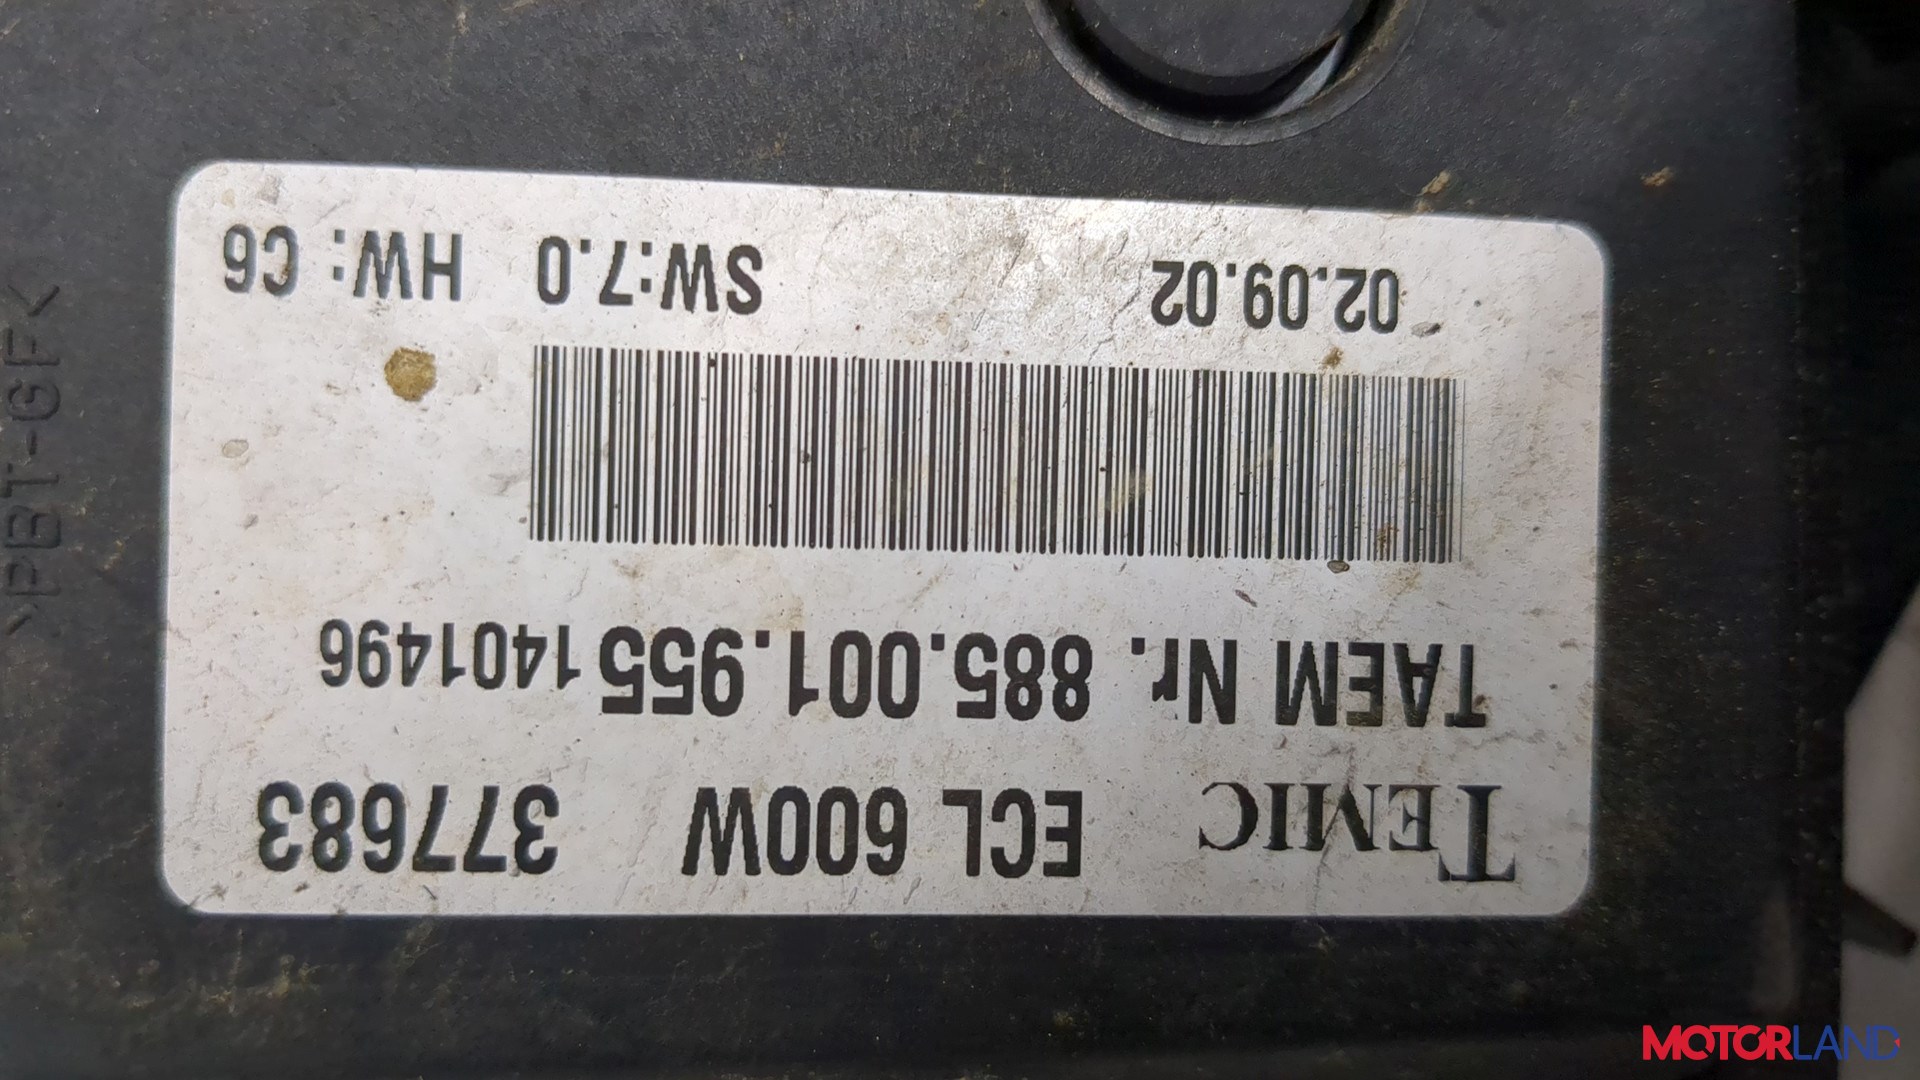 TEMIC ECL 600W 377683
TAEM Nr. 885.001.955 1401496
02.09.02 SW:7.0 HW: C6
>PBT-GF<
MOTORLAND